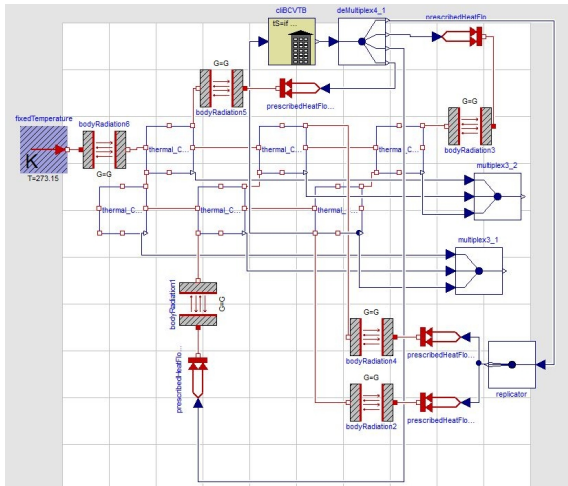 cliBCVTB
deMultiplex4_1
prescribedHeatFlo...
tS=if ...
G=G
bodyRadiation5
prescribedHeatFlo...
fixedTemperature
K
T=273.15
bodyRadiation6
G=G
G=G
bodyRadiation3
thermal_C...
thermal_C...
thermal_C...
multiplex3_2
thermal_C...
thermal_C...
thermal_...
multiplex3_1
bodyRadiation1
G=G
G=G
bodyRadiation4
prescribedHeatFlo...
prescribedHeatFlo...
replicator
G=G
bodyRadiation2
prescribedHeatFlo...